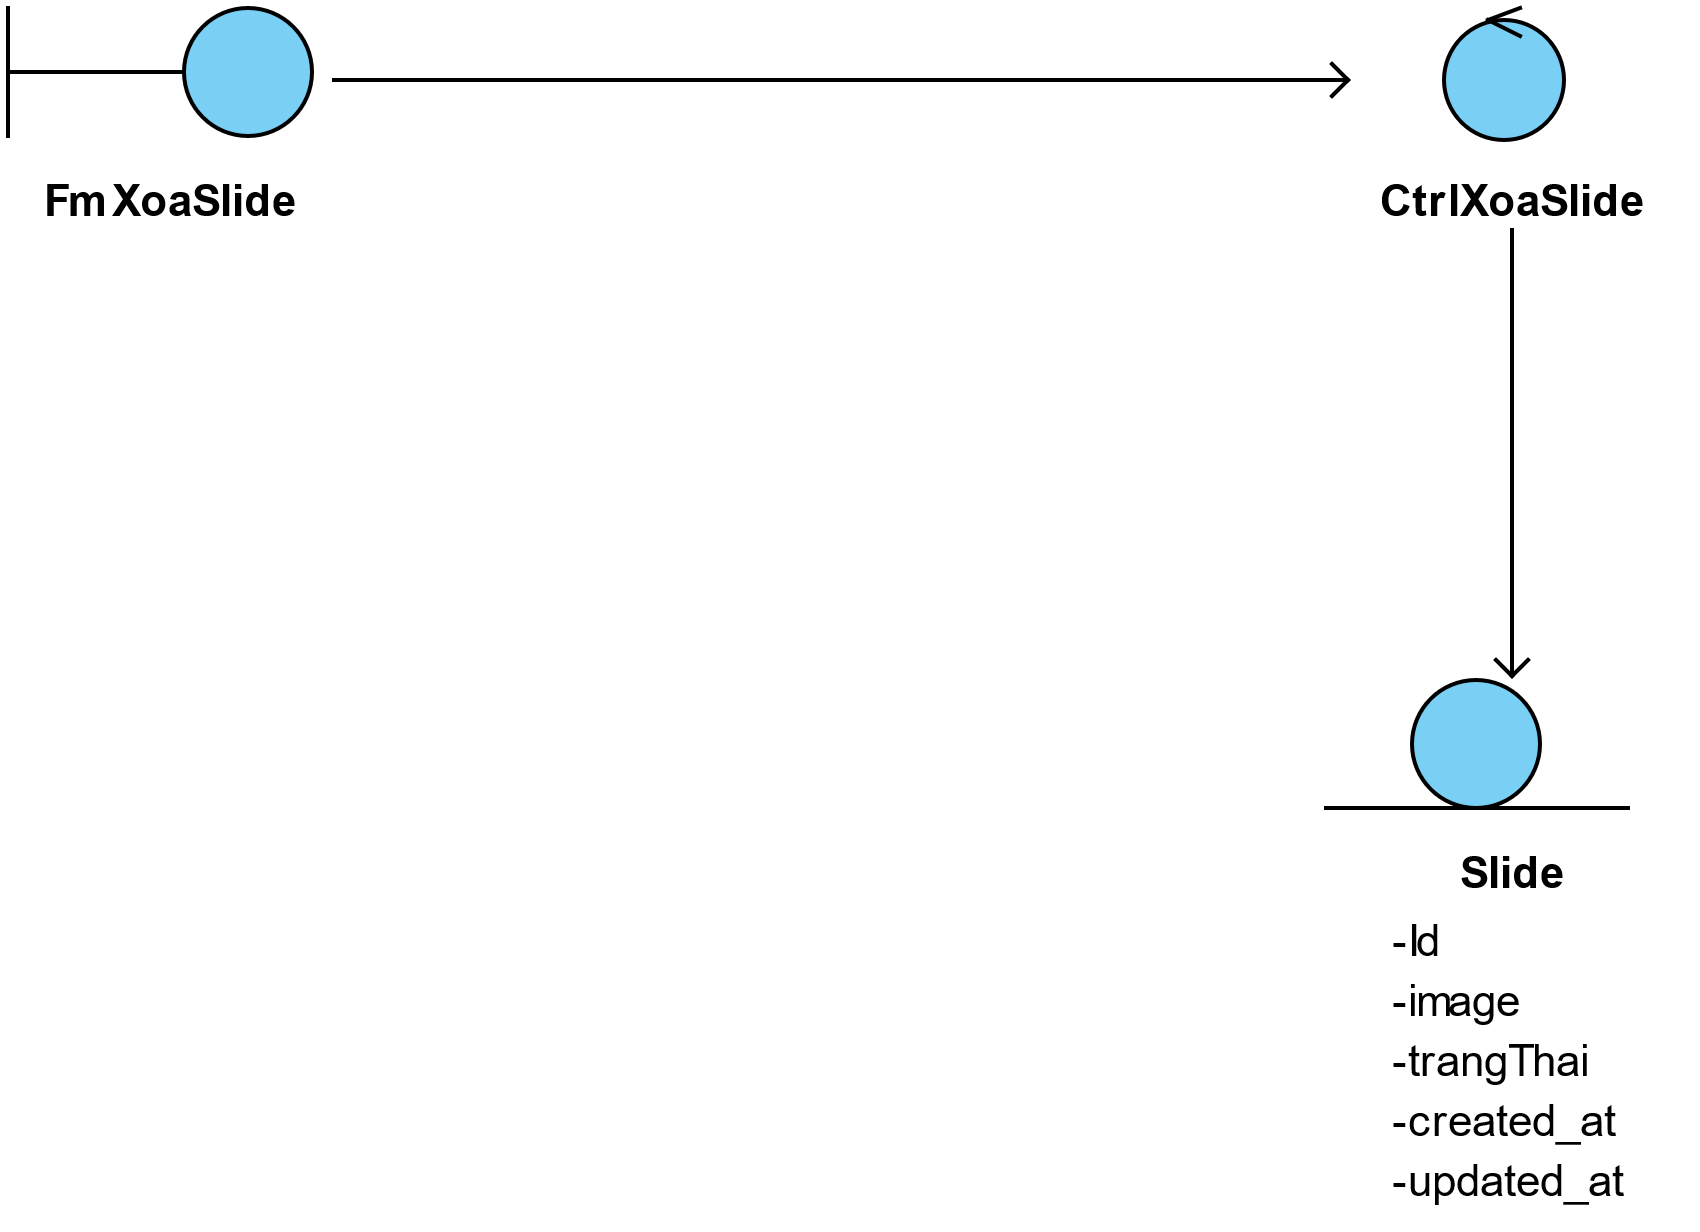 FmXoaSlide
CtrlXoaSlide
Slide
-Id
-image
-trangThai
-created_at
-updated_at